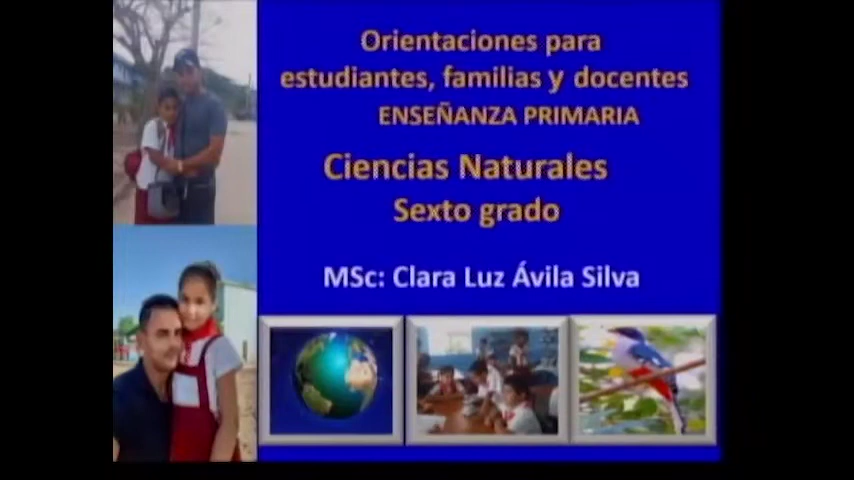 Orientaciones para
estudiantes, familias y docentes
ENSEÑANZA PRIMARIA
Ciencias Naturales
Sexto grado
MSc: Clara Luz Ávila Silva